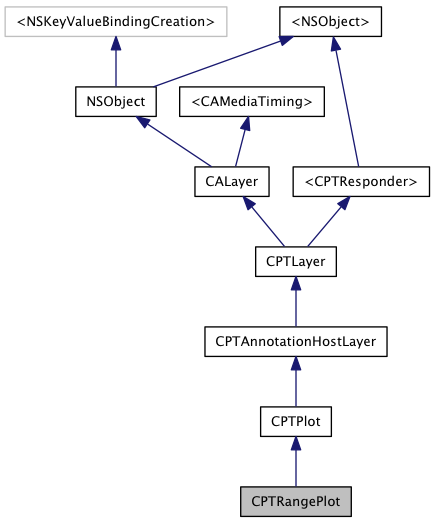 <NSKeyValueBindingCreation>
<NSObject>
NSObject
<CAMediaTiming>
CALayer
<CPTResponder>
CPTLayer
CPTAnnotationHostLayer
CPTPlot
CPTRangePlot